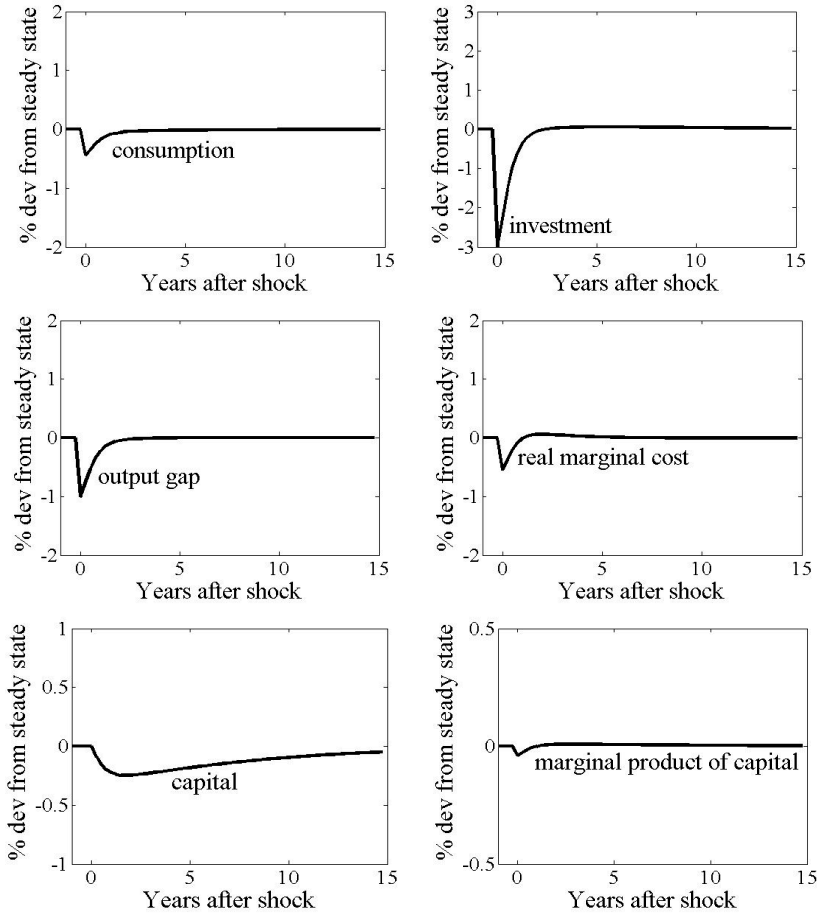 % dev from steady state
2
1
0
-1
-2
consumption
0 5 10 15
Years after shock
% dev from steady state
3
2
1
0
-1
-2
-3
investment
0 5 10 15
Years after shock
% dev from steady state
2
1
0
-1
-2
output gap
0 5 10 15
Years after shock
% dev from steady state
2
1
0
-1
-2
real marginal cost
0 5 10 15
Years after shock
% dev from steady state
1
0.5
0
-0.5
-1
capital
0 5 10 15
Years after shock
% dev from steady state
0.5
0
-0.5
marginal product of capital
0 5 10 15
Years after shock